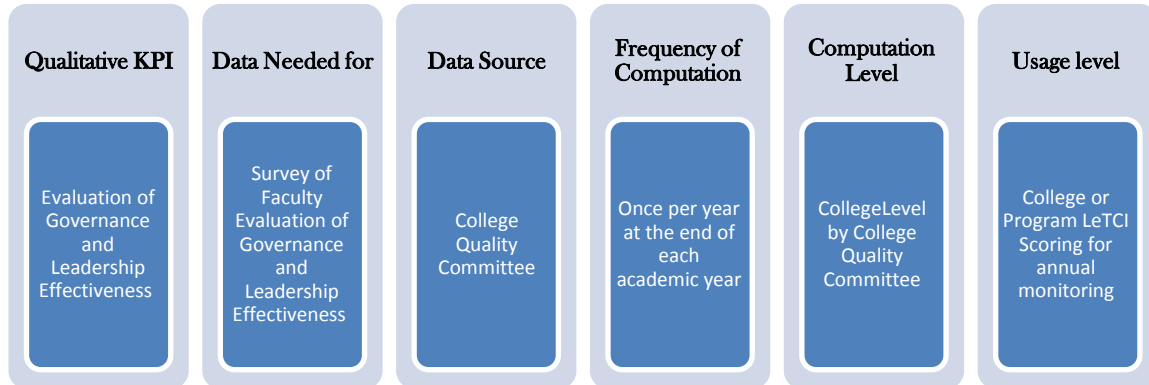 Qualitative KPI
Evaluation of
Governance
and
Leadership
Effectiveness
Data Needed for
Survey of
Faculty
Evaluation of
Governance
and
Leadership
Effectiveness
Data Source
College
Quality
Committee
Frequency of
Computation
Once per year
at the end of
each
academic year
Computation
Level
CollegeLevel
by College
Quality
Committee
Usage level
College or
Program LeTCI
Scoring for
annual
monitoring